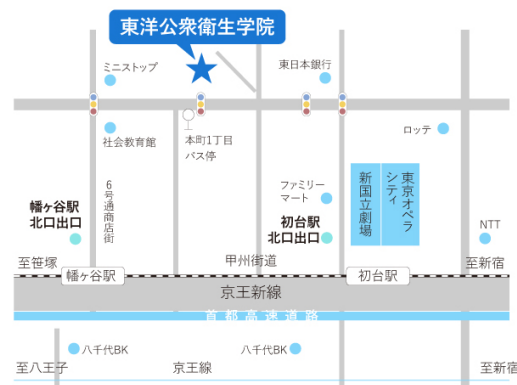 東洋公衆衛生学院
ミニストップ
東日本銀行
社会教育館
本町1丁目
バス停
ロッテ
6号通商店街
幡ヶ谷駅
北口出口
ファミリー
マート
初台駅
北口出口
新国立劇場
東京オペラ
シティ
NTT
至笹塚
甲州街道
至新宿
幡ヶ谷駅
初台駅
京王新線
首都高速道路
八千代BK
八千代BK
至八王子
京王線
至新宿